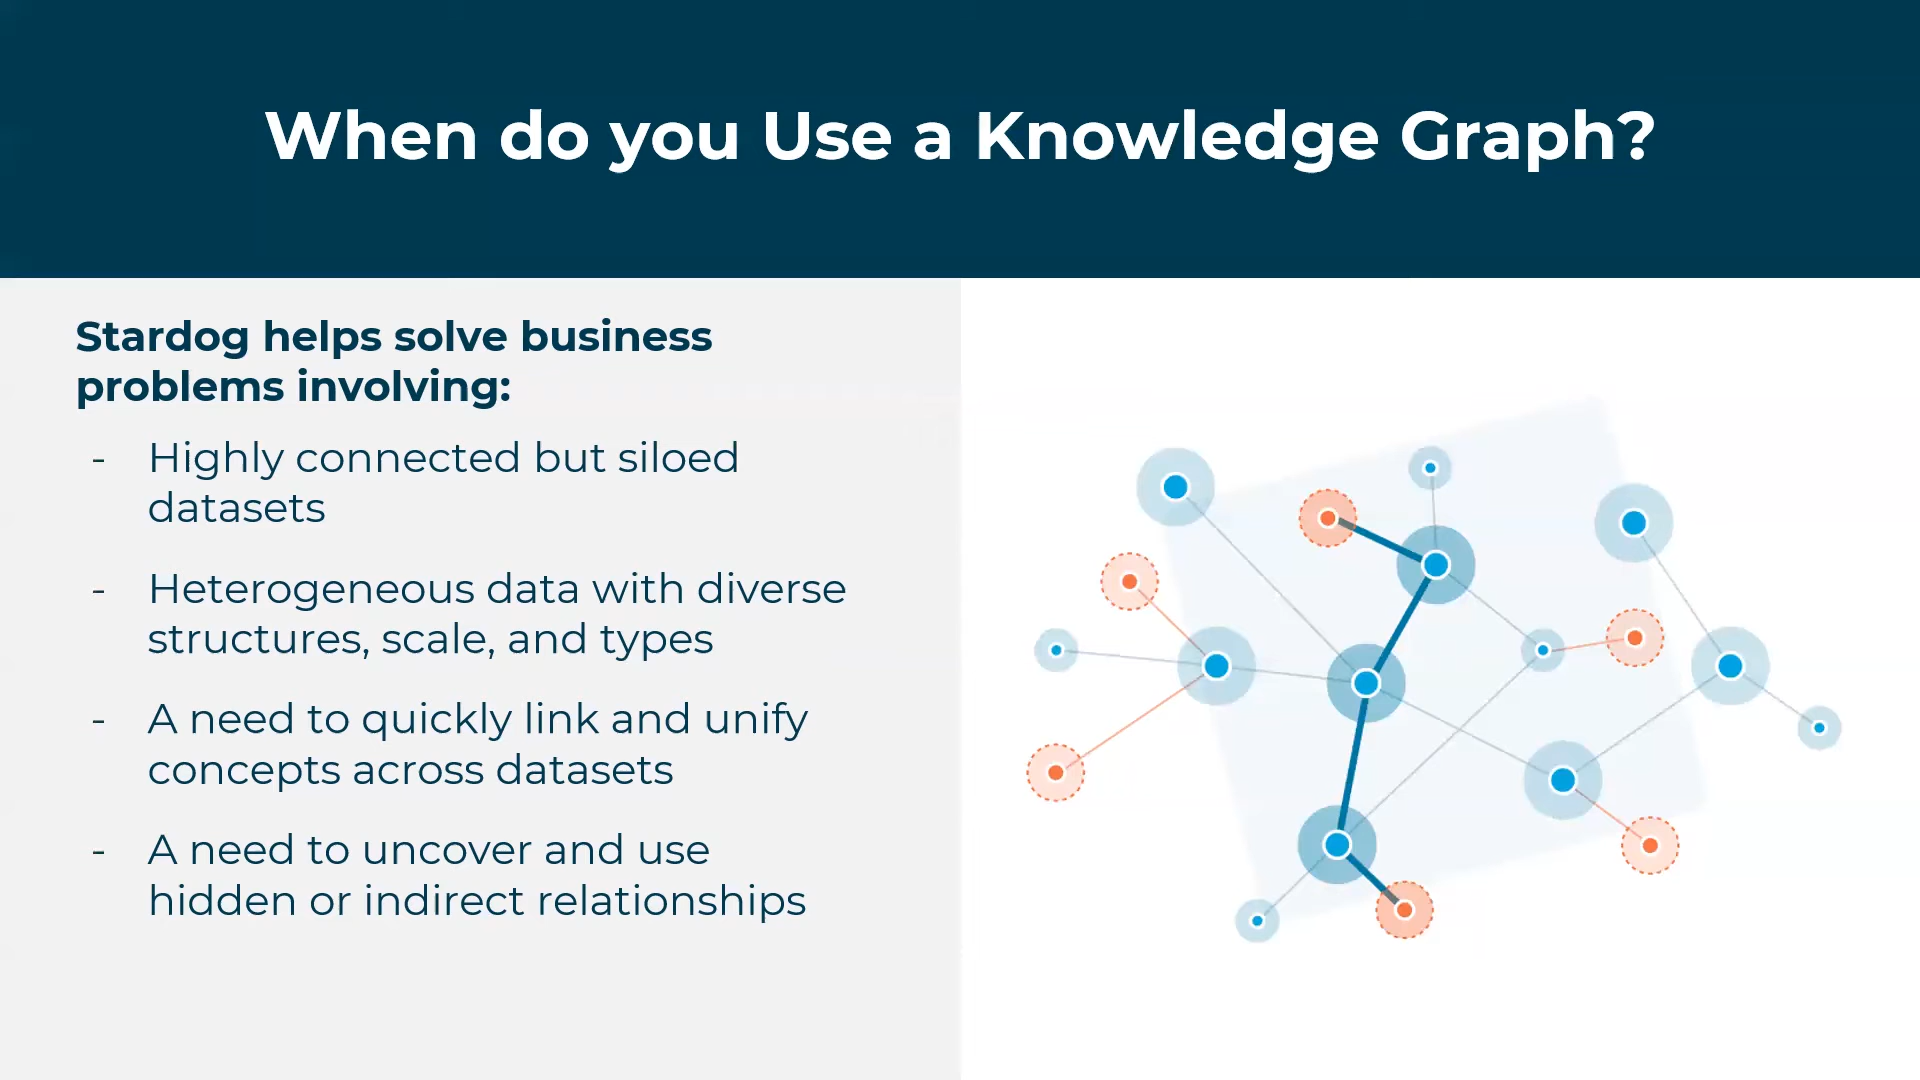 When do you Use a Knowledge Graph?
Stardog helps solve business
problems involving:
- Highly connected but siloed
datasets
- Heterogeneous data with diverse
structures, scale, and types
- A need to quickly link and unify
concepts across datasets
- A need to uncover and use
hidden or indirect relationships